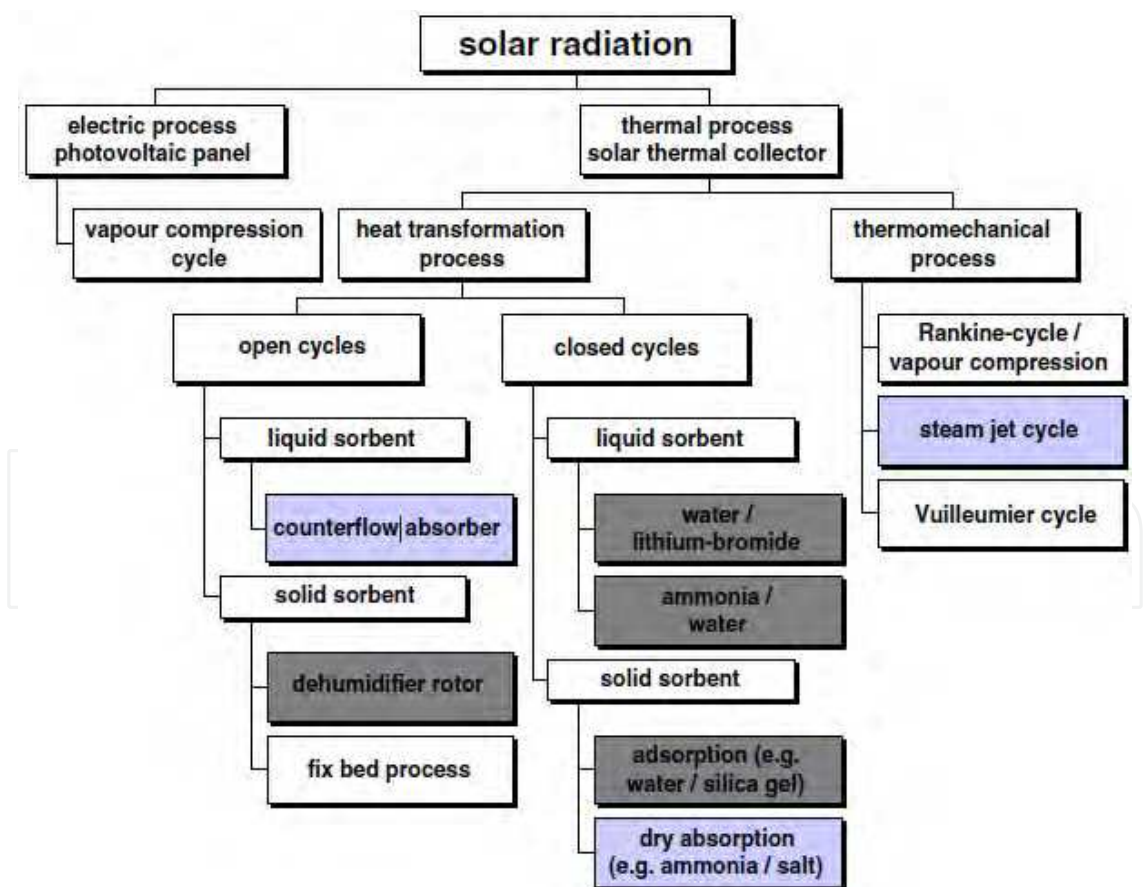 solar radiation
electric process
photovoltaic panel
thermal process
solar thermal collector
vapour compression
cycle
heat transformation
process
thermomechanical
process
open cycles
closed cycles
Rankine-cycle /
vapour compression
steam jet cycle
Vuilleumier cycle
liquid sorbent
counterflow absorber
solid sorbent
dehumidifier rotor
fix bed process
liquid sorbent
water /
lithium-bromide
ammonia /
water
solid sorbent
adsorption (e.g.
water / silica gel)
dry absorption
(e.g. ammonia / salt)